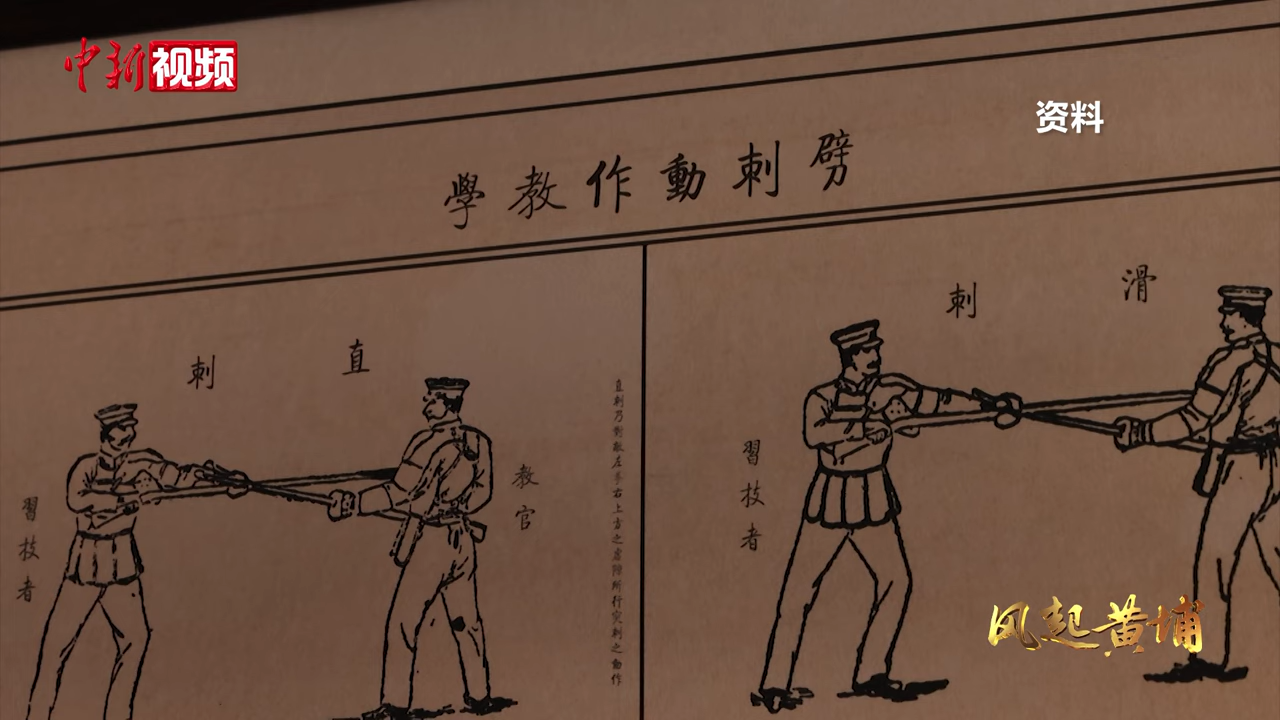 中新视频
资料
學教作動刺劈
刺直
刺滑
習技者
教官
直刺乃對敵左手右上方之虛隙所行突刺之動作
習技者
风起黄埔